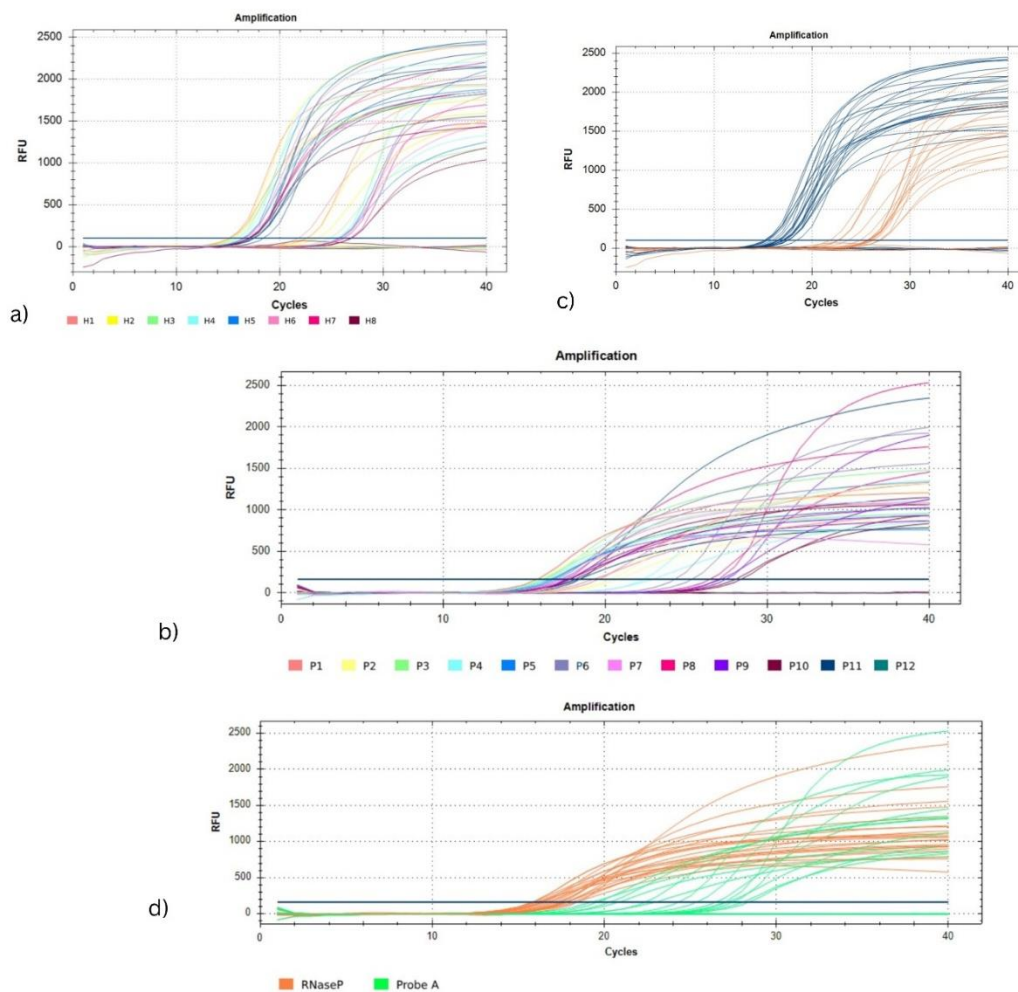 Amplification
2500
2000
1500
1000
500
0
RFU
0 10 20 30 40
Cycles
a)
H1 H2 H3 H4 H5 H6 H7 H8
Amplification
2500
2000
1500
1000
500
0
RFU
0 10 20 30 40
Cycles
c)
Amplification
2500
2000
1500
1000
500
0
RFU
0 10 20 30 40
Cycles
b)
P1 P2 P3 P4 P5 P6 P7 P8 P9 P10 P11 P12
Amplification
2500
2000
1500
1000
500
0
RFU
0 10 20 30 40
Cycles
d)
RNaseP Probe A